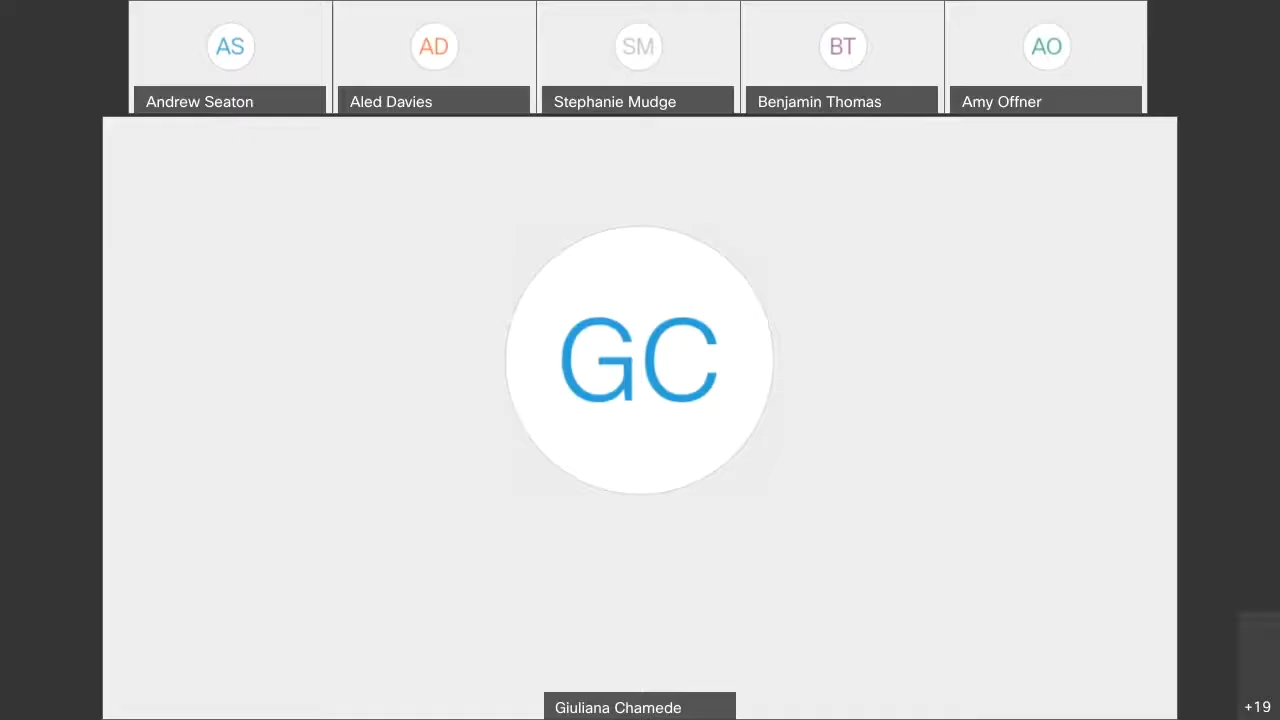 AS
AD
SM
BT
AO
Andrew Seaton
Aled Davies
Stephanie Mudge
Benjamin Thomas
Amy Offner
GC
Giuliana Chamede
+19